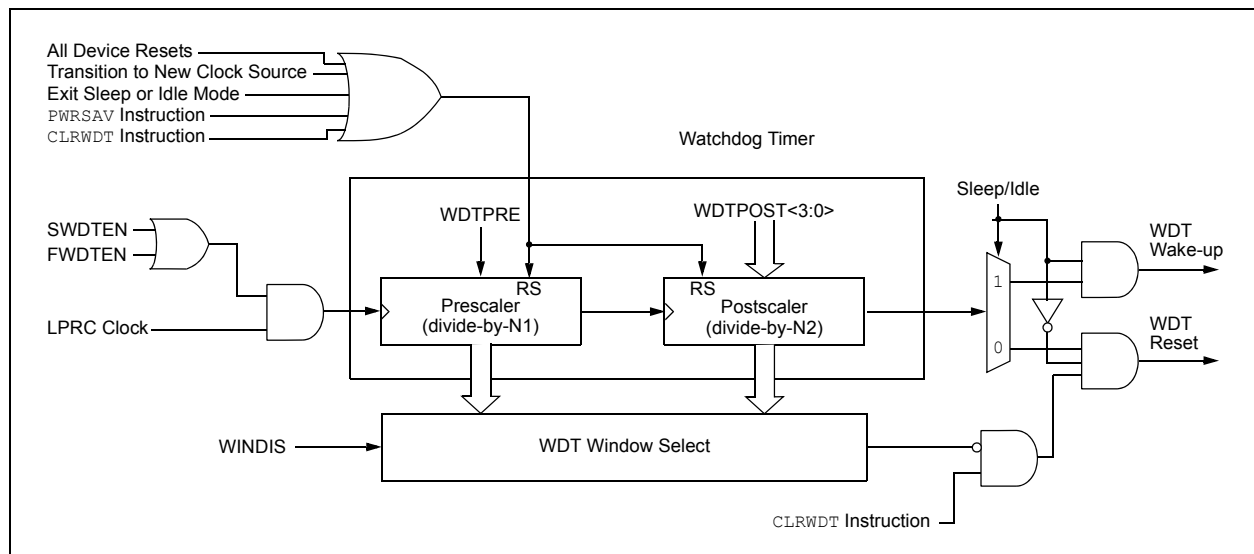 All Device Resets
Transition to New Clock Source
Exit Sleep or Idle Mode
PWRSAV Instruction
CLRWDT Instruction
Watchdog Timer
Sleep/Idle
WDTPRE
WDTPOST<3:0>
SWDTEN
FWDTEN
WDT
Wake-up
RS
RS
Prescaler
(divide-by-N1)
Postscaler
(divide-by-N2)
1
LPRC Clock
0
WDT
Reset
WINDIS
WDT Window Select
CLRWDT Instruction